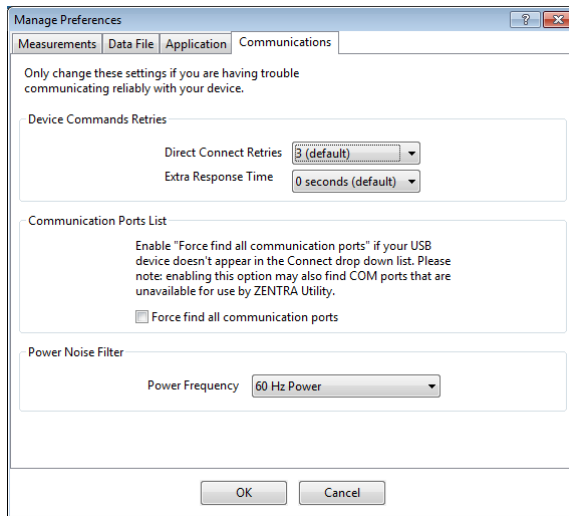 Manage Preferences
Measurements Data File Application Communications
Only change these settings if you are having trouble
communicating reliably with your device.
Device Commands Retries
Direct Connect Retries 3 (default)
Extra Response Time 0 seconds (default)
Communication Ports List
Enable "Force find all communication ports" if your USB
device doesn't appear in the Connect drop down list. Please
note: enabling this option may also find COM ports that are
unavailable for use by ZENTRA Utility.
Force find all communication ports
Power Noise Filter
Power Frequency 60 Hz Power
OK Cancel